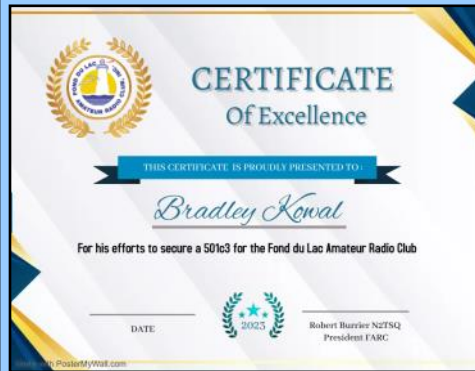 FOND DU LAC
AMATEUR RADIO CLUB
CERTIFICATE
Of Excellence
THIS CERTIFICATE IS PROUDLY PRESENTED TO :
Bradley Kowal
For his efforts to secure a 501c3 for the Fond du Lac Amateur Radio Club
2023
DATE
Robert Burrier N2TSQ
President FARC
with PosterMyWall.com